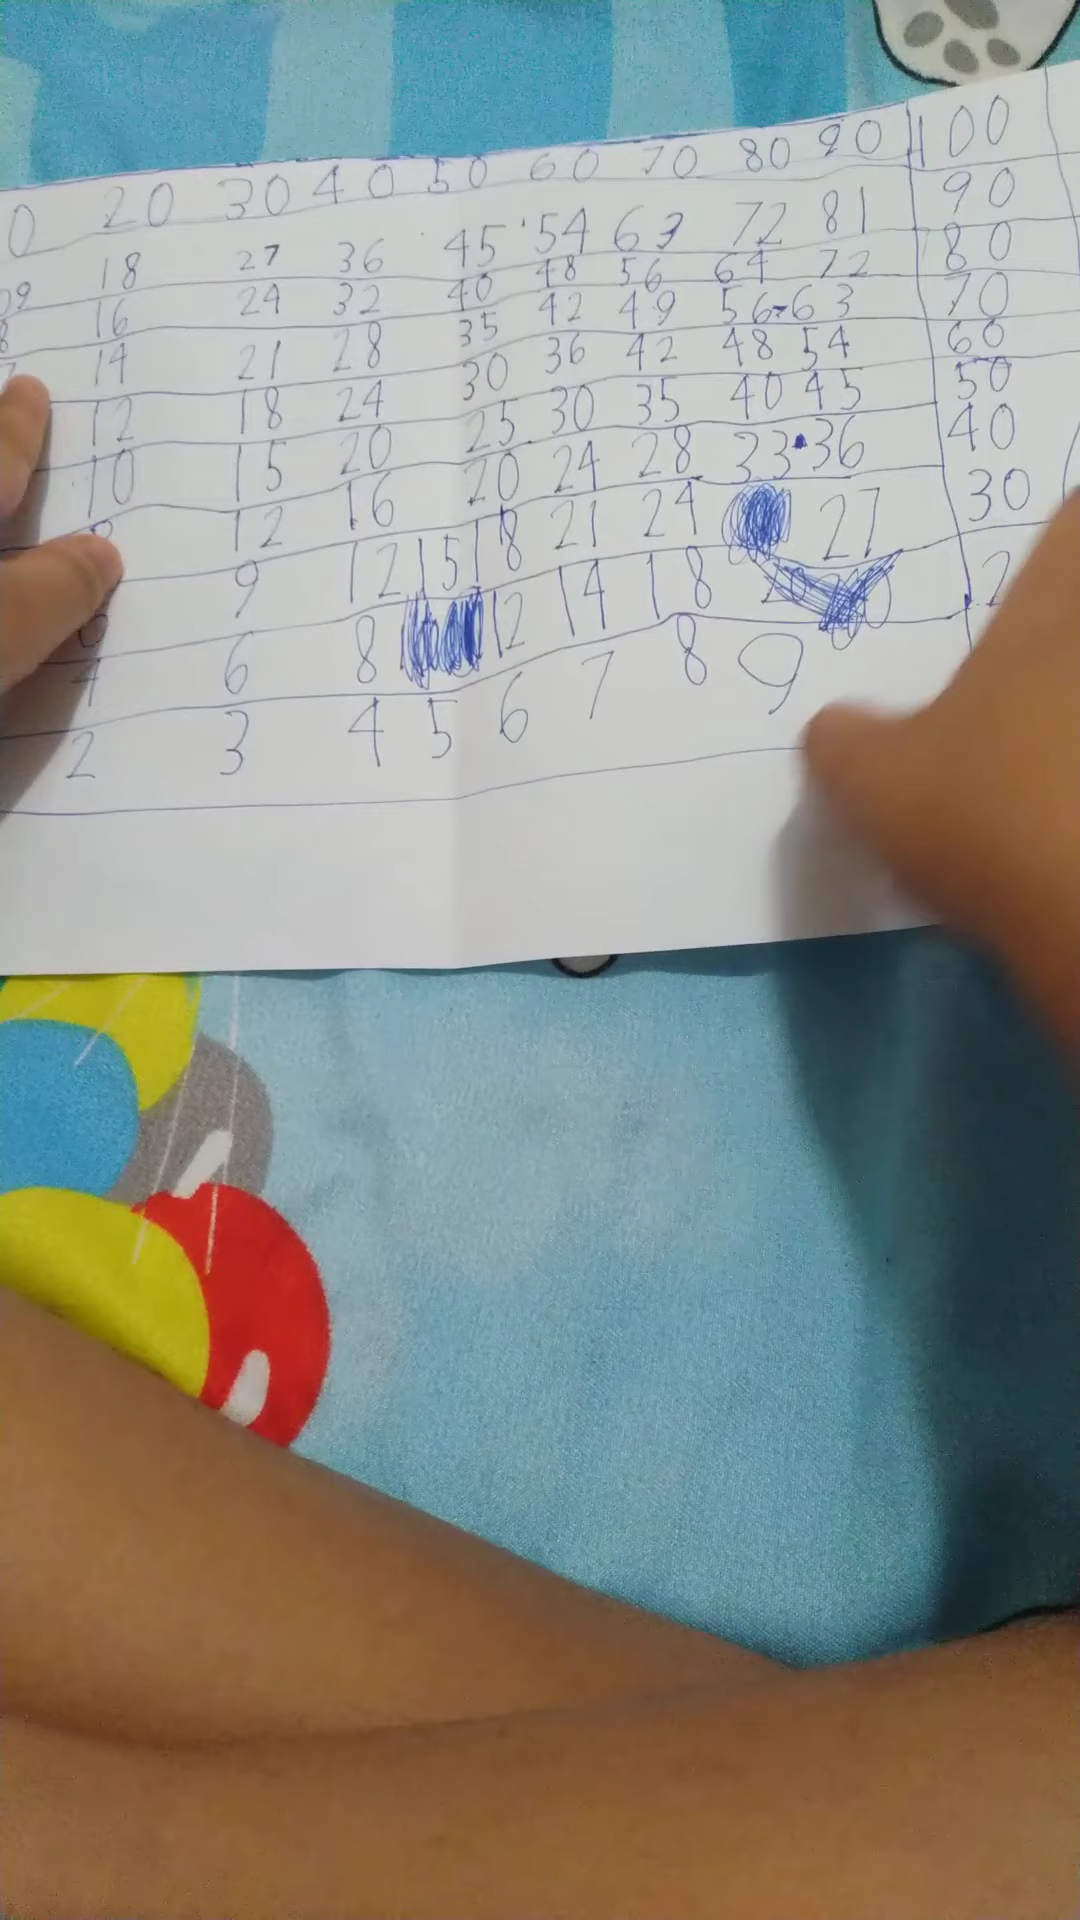 0 20 30 40 50 60 70 80 90 100
09 18 27 36 45 54 63 72 81 90
8 16 24 32 40 48 56 64 72 80
14 21 28 35 42 49 56 63 70
12 18 24 30 36 42 48 54 60
10 15 20 25 30 35 40 45 50
12 16 20 24 28 33 36 40
9 12 15 18 21 24 27 30
4 6 8 12 14 18 2
2 3 4 5 6 7 8 9